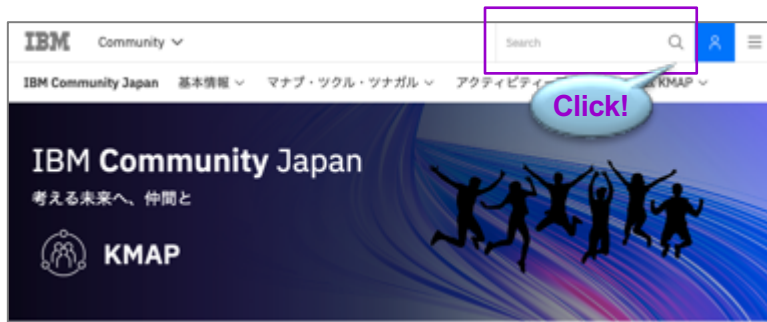 IBM Community Search
IBM Community Japan 基本情報 マナブ・ツクル・ツナガル アクティビティー KMAP
Click!
IBM Community Japan
考える未来へ、仲間と
KMAP